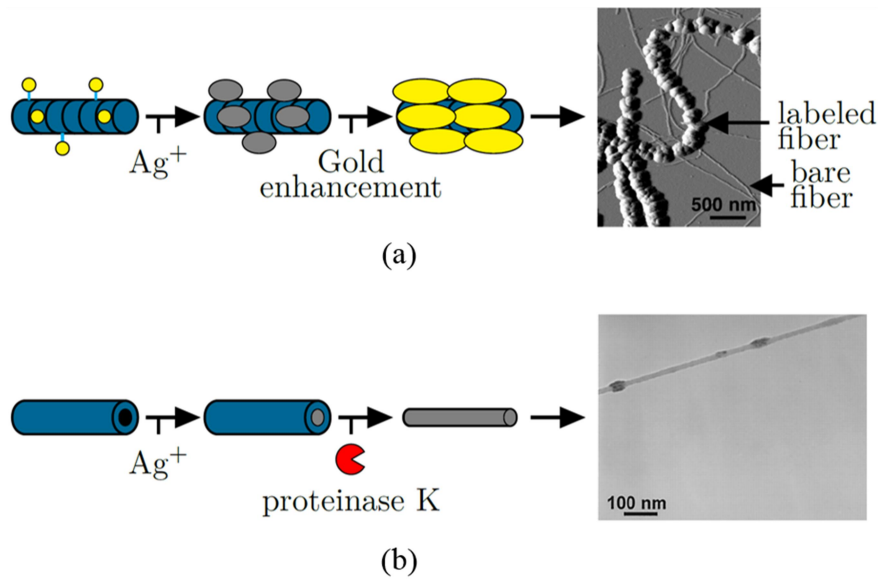 Ag+
Gold
enhancement
labeled
fiber
bare
fiber
500 nm
(a)
Ag+
proteinase K
100 nm
(b)